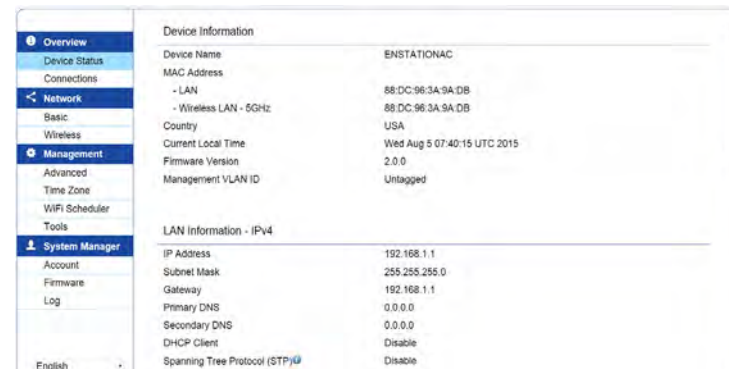 Overview
Device Status
Connections
Network
Basic
Wireless
Management
Advanced
Time Zone
WiFi Scheduler
Tools
System Manager
Account
Firmware
Log
English
Device Information
Device Name ENSTATIONAC
MAC Address
- LAN 88:DC:96:3A:9A:DB
- Wireless LAN - 5GHz 88:DC:96:3A:9A:DB
Country USA
Current Local Time Wed Aug 5 07:40:15 UTC 2015
Firmware Version 2.0.0
Management VLAN ID Untagged
LAN Information - IPv4
IP Address 192.168.1.1
Subnet Mask 255.255.255.0
Gateway 192.168.1.1
Primary DNS 0.0.0.0
Secondary DNS 0.0.0.0
DHCP Client Disable
Spanning Tree Protocol (STP) Disable